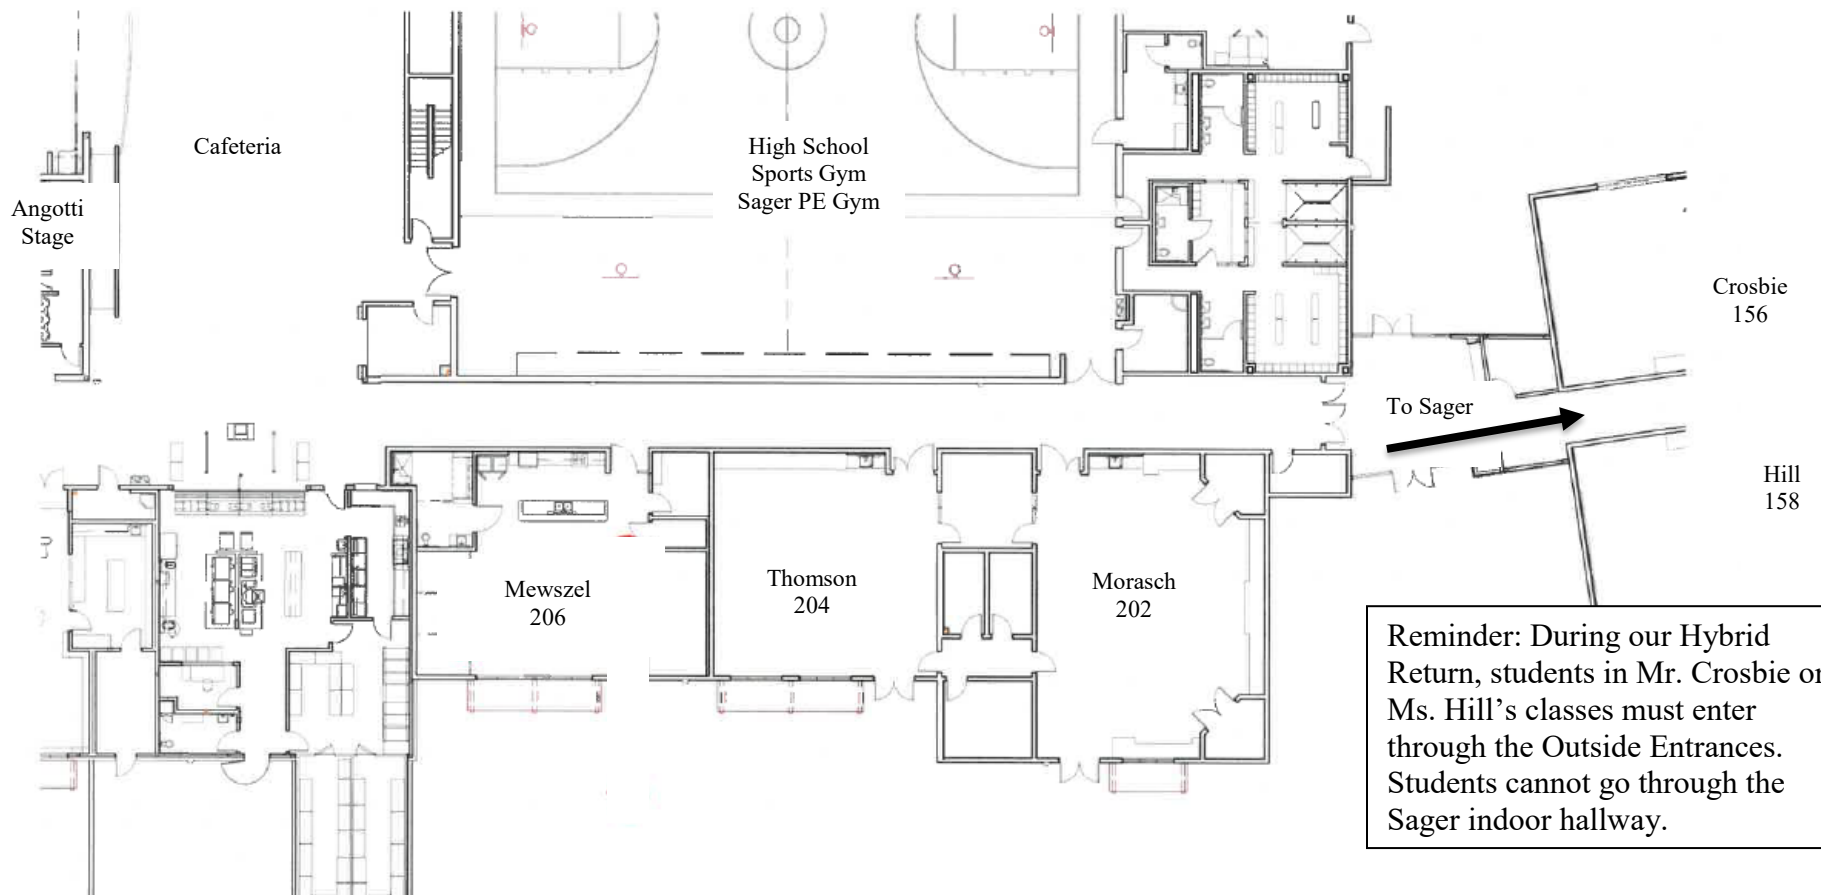 Cafeteria
High School
Sports Gym
Sager PE Gym
Angotti
Stage
Crosbie
156
To Sager
Hill
158
Mewszel
206
Thomson
204
Morasch
202
Reminder: During our Hybrid
Return, students in Mr. Crosbie or
Ms. Hill’s classes must enter
through the Outside Entrances.
Students cannot go through the
Sager indoor hallway.